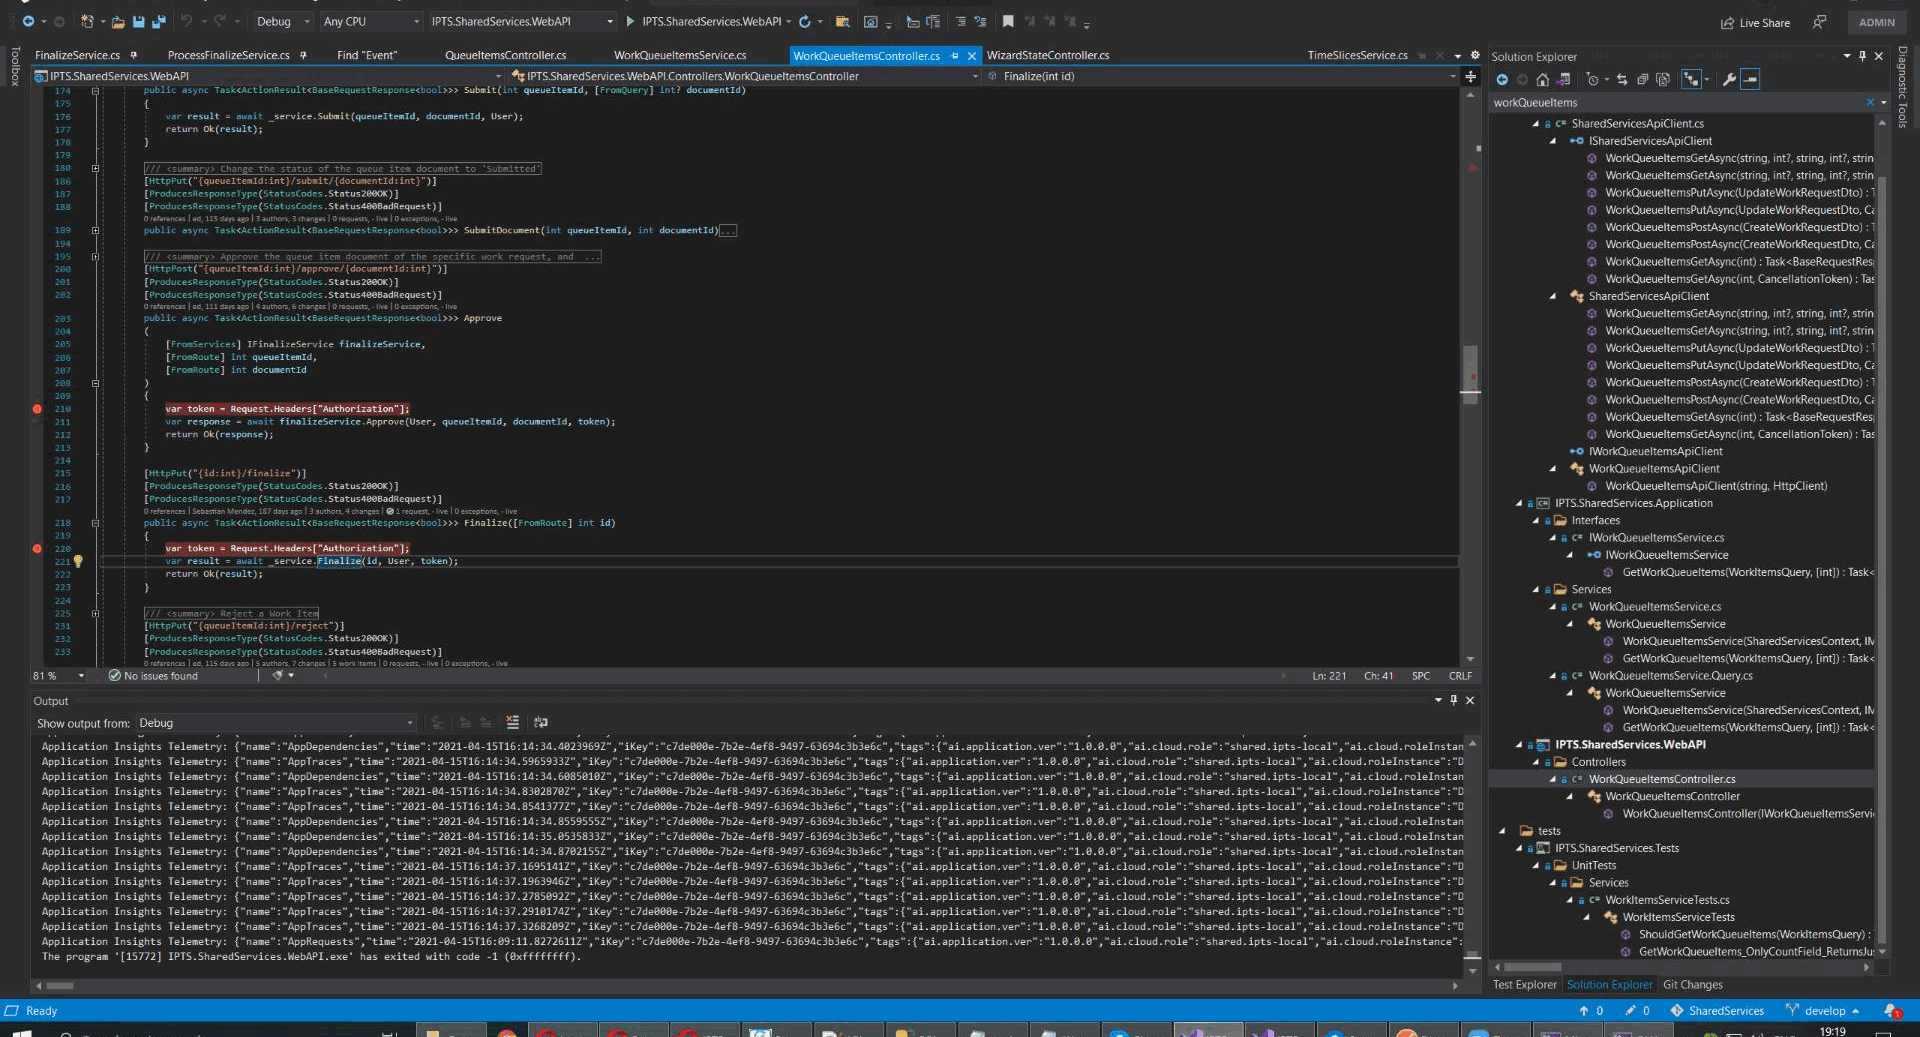 Debug
Any CPU
IPTS.SharedServices.WebAPI
IPTS.SharedServices.WebAPI
Live Share
ADMIN
Toolbox
FinalizeService.cs
ProcessFinalizeService.cs
Find "Event"
QueueItemsController.cs
WorkQueueItemsService.cs
WorkQueueItemsController.cs
WizardStateController.cs
TimeSlicesService.cs
IPTS.SharedServices.WebAPI
IPTS.SharedServices.WebAPI.Controllers.WorkQueueItemsController
Finalize(int id)
174 public async Task<ActionResult<BaseRequestResponse<bool>>> Submit(int queueItemId, [FromQuery] int? documentId)
175 {
176 var result = await _service.Submit(queueItemId, documentId, User);
177 return Ok(result);
178 }
179
180 /// <summary> Change the status of the queue item document to 'Submitted'
186 [HttpPut("{queueItemId:int}/submit/{documentId:int}")]
187 [ProducesResponseType(StatusCodes.Status200OK)]
188 [ProducesResponseType(StatusCodes.Status400BadRequest)]
0 references | ed, 115 days ago | 3 authors, 3 changes | 0 requests, - live | 0 exceptions, - live
189 public async Task<ActionResult<BaseRequestResponse<bool>>> SubmitDocument(int queueItemId, int documentId)...
194
195 /// <summary> Approve the queue item document of the specific work request, and ...
200 [HttpPost("{queueItemId:int}/approve/{documentId:int}")]
201 [ProducesResponseType(StatusCodes.Status200OK)]
202 [ProducesResponseType(StatusCodes.Status400BadRequest)]
0 references | ed, 111 days ago | 4 authors, 6 changes | 0 requests, - live | 0 exceptions, - live
203 public async Task<ActionResult<BaseRequestResponse<bool>>> Approve
204 (
205 [FromServices] IFinalizeService finalizeService,
206 [FromRoute] int queueItemId,
207 [FromRoute] int documentId
208 )
209 {
210 var token = Request.Headers["Authorization"];
211 var response = await finalizeService.Approve(User, queueItemId, documentId, token);
212 return Ok(response);
213 }
214
215 [HttpPut("{id:int}/finalize")]
216 [ProducesResponseType(StatusCodes.Status200OK)]
217 [ProducesResponseType(StatusCodes.Status400BadRequest)]
0 references | Sebastian Mendes, 187 days ago | 3 authors, 4 changes | 1 request, - live | 0 exceptions, - live
218 public async Task<ActionResult<BaseRequestResponse<bool>>> Finalize([FromRoute] int id)
219 {
220 var token = Request.Headers["Authorization"];
221 var result = await _service.Finalize(id, User, token);
222 return Ok(result);
223 }
224
225 /// <summary> Reject a Work Item
231 [HttpPut("{queueItemId:int}/reject")]
232 [ProducesResponseType(StatusCodes.Status200OK)]
233 [ProducesResponseType(StatusCodes.Status400BadRequest)]
0 references | ed, 115 days ago | 5 authors, 7 changes | 5 work items | 0 requests, - live | 0 exceptions, - live
81 %
No issues found
Ln: 221 Ch: 41 SPC CRLF
Output
Show output from: Debug
Application Insights Telemetry: {"name":"AppDependencies","time":"2021-04-15T16:14:34.4023969Z","iKey":"c7de000e-7b2e-4ef8-9497-63694c3b3e6c","tags":{"ai.application.ver":"1.0.0.0","ai.cloud.role":"shared.ipts-local","ai.cloud.roleInstan
Application Insights Telemetry: {"name":"AppTraces","time":"2021-04-15T16:14:34.5965933Z","iKey":"c7de000e-7b2e-4ef8-9497-63694c3b3e6c","tags":{"ai.application.ver":"1.0.0.0","ai.cloud.role":"shared.ipts-local","ai.cloud.roleInstance":"D
Application Insights Telemetry: {"name":"AppDependencies","time":"2021-04-15T16:14:34.6085010Z","iKey":"c7de000e-7b2e-4ef8-9497-63694c3b3e6c","tags":{"ai.application.ver":"1.0.0.0","ai.cloud.role":"shared.ipts-local","ai.cloud.roleInstan
Application Insights Telemetry: {"name":"AppTraces","time":"2021-04-15T16:14:34.8302870Z","iKey":"c7de000e-7b2e-4ef8-9497-63694c3b3e6c","tags":{"ai.application.ver":"1.0.0.0","ai.cloud.role":"shared.ipts-local","ai.cloud.roleInstance":"D
Application Insights Telemetry: {"name":"AppTraces","time":"2021-04-15T16:14:34.8541377Z","iKey":"c7de000e-7b2e-4ef8-9497-63694c3b3e6c","tags":{"ai.application.ver":"1.0.0.0","ai.cloud.role":"shared.ipts-local","ai.cloud.roleInstance":"D
Application Insights Telemetry: {"name":"AppDependencies","time":"2021-04-15T16:14:34.8559555Z","iKey":"c7de000e-7b2e-4ef8-9497-63694c3b3e6c","tags":{"ai.application.ver":"1.0.0.0","ai.cloud.role":"shared.ipts-local","ai.cloud.roleInstan
Application Insights Telemetry: {"name":"AppTraces","time":"2021-04-15T16:14:35.0535833Z","iKey":"c7de000e-7b2e-4ef8-9497-63694c3b3e6c","tags":{"ai.application.ver":"1.0.0.0","ai.cloud.role":"shared.ipts-local","ai.cloud.roleInstance":"D
Application Insights Telemetry: {"name":"AppDependencies","time":"2021-04-15T16:14:34.8702155Z","iKey":"c7de000e-7b2e-4ef8-9497-63694c3b3e6c","tags":{"ai.application.ver":"1.0.0.0","ai.cloud.role":"shared.ipts-local","ai.cloud.roleInstan
Application Insights Telemetry: {"name":"AppTraces","time":"2021-04-15T16:14:37.1695141Z","iKey":"c7de000e-7b2e-4ef8-9497-63694c3b3e6c","tags":{"ai.application.ver":"1.0.0.0","ai.cloud.role":"shared.ipts-local","ai.cloud.roleInstance":"D
Application Insights Telemetry: {"name":"AppTraces","time":"2021-04-15T16:14:37.1963946Z","iKey":"c7de000e-7b2e-4ef8-9497-63694c3b3e6c","tags":{"ai.application.ver":"1.0.0.0","ai.cloud.role":"shared.ipts-local","ai.cloud.roleInstance":"D
Application Insights Telemetry: {"name":"AppTraces","time":"2021-04-15T16:14:37.2785092Z","iKey":"c7de000e-7b2e-4ef8-9497-63694c3b3e6c","tags":{"ai.application.ver":"1.0.0.0","ai.cloud.role":"shared.ipts-local","ai.cloud.roleInstance":"D
Application Insights Telemetry: {"name":"AppTraces","time":"2021-04-15T16:14:37.2910174Z","iKey":"c7de000e-7b2e-4ef8-9497-63694c3b3e6c","tags":{"ai.application.ver":"1.0.0.0","ai.cloud.role":"shared.ipts-local","ai.cloud.roleInstance":"D
Application Insights Telemetry: {"name":"AppTraces","time":"2021-04-15T16:14:37.3268209Z","iKey":"c7de000e-7b2e-4ef8-9497-63694c3b3e6c","tags":{"ai.application.ver":"1.0.0.0","ai.cloud.role":"shared.ipts-local","ai.cloud.roleInstance":"D
Application Insights Telemetry: {"name":"AppRequests","time":"2021-04-15T16:09:11.8272611Z","iKey":"c7de000e-7b2e-4ef8-9497-63694c3b3e6c","tags":{"ai.application.ver":"1.0.0.0","ai.cloud.role":"shared.ipts-local","ai.cloud.roleInstance":
The program '[15772] IPTS.SharedServices.WebAPI.exe' has exited with code -1 (0xffffffff).
Solution Explorer
workQueueItems
SharedServicesApiClient.cs
ISharedServicesApiClient
WorkQueueItemsGetAsync(string, int?, string, int?, strin
WorkQueueItemsGetAsync(string, int?, string, int?, strin
WorkQueueItemsPutAsync(UpdateWorkRequestDto) : T
WorkQueueItemsPutAsync(UpdateWorkRequestDto, Ca
WorkQueueItemsPostAsync(CreateWorkRequestDto) : T
WorkQueueItemsPostAsync(CreateWorkRequestDto, Ca
WorkQueueItemsGetAsync(int) : Task<BaseRequestRes
WorkQueueItemsGetAsync(int, CancellationToken) : Tas
SharedServicesApiClient
WorkQueueItemsGetAsync(string, int?, string, int?, strin
WorkQueueItemsGetAsync(string, int?, string, int?, strin
WorkQueueItemsPutAsync(UpdateWorkRequestDto) : T
WorkQueueItemsPutAsync(UpdateWorkRequestDto, Ca
WorkQueueItemsPostAsync(CreateWorkRequestDto) : T
WorkQueueItemsPostAsync(CreateWorkRequestDto, Ca
WorkQueueItemsGetAsync(int) : Task<BaseRequestRes
WorkQueueItemsGetAsync(int, CancellationToken) : Tas
IWorkQueueItemsApiClient
WorkQueueItemsApiClient
WorkQueueItemsApiClient(string, HttpClient)
IPTS.SharedServices.Application
Interfaces
IWorkQueueItemsService.cs
IWorkQueueItemsService
GetWorkQueueItems(WorkItemsQuery, [int]) : Task<
Services
WorkQueueItemsService.cs
WorkQueueItemsService
WorkQueueItemsService(SharedServicesContext, IM
GetWorkQueueItems(WorkItemsQuery, [int]) : Task<
WorkQueueItemsService.Query.cs
WorkQueueItemsService
WorkQueueItemsService(SharedServicesContext, IM
GetWorkQueueItems(WorkItemsQuery, [int]) : Task<
IPTS.SharedServices.WebAPI
Controllers
WorkQueueItemsController.cs
WorkQueueItemsController
WorkQueueItemsController(IWorkQueueItemsServi
tests
IPTS.SharedServices.Tests
UnitTests
Services
WorkItemsServiceTests.cs
WorkItemsServiceTests
ShouldGetWorkQueueItems(WorkItemsQuery) :
GetWorkQueueItems_OnlyCountField_ReturnsJus
Test Explorer Solution Explorer Git Changes
Diagnostic Tools
Ready
0
0
SharedServices
develop
1
19:19